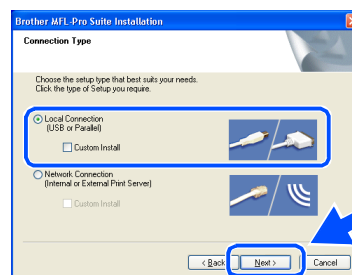 Brother MFL-Pro Suite Installation
Connection Type
Choose the setup type that best suits your needs.
Click the type of Setup you require.
Local Connection
(USB or Parallel)
Custom Install
Network Connection
(Internal or External Print Server)
Custom Install
< Back
Next >
Cancel